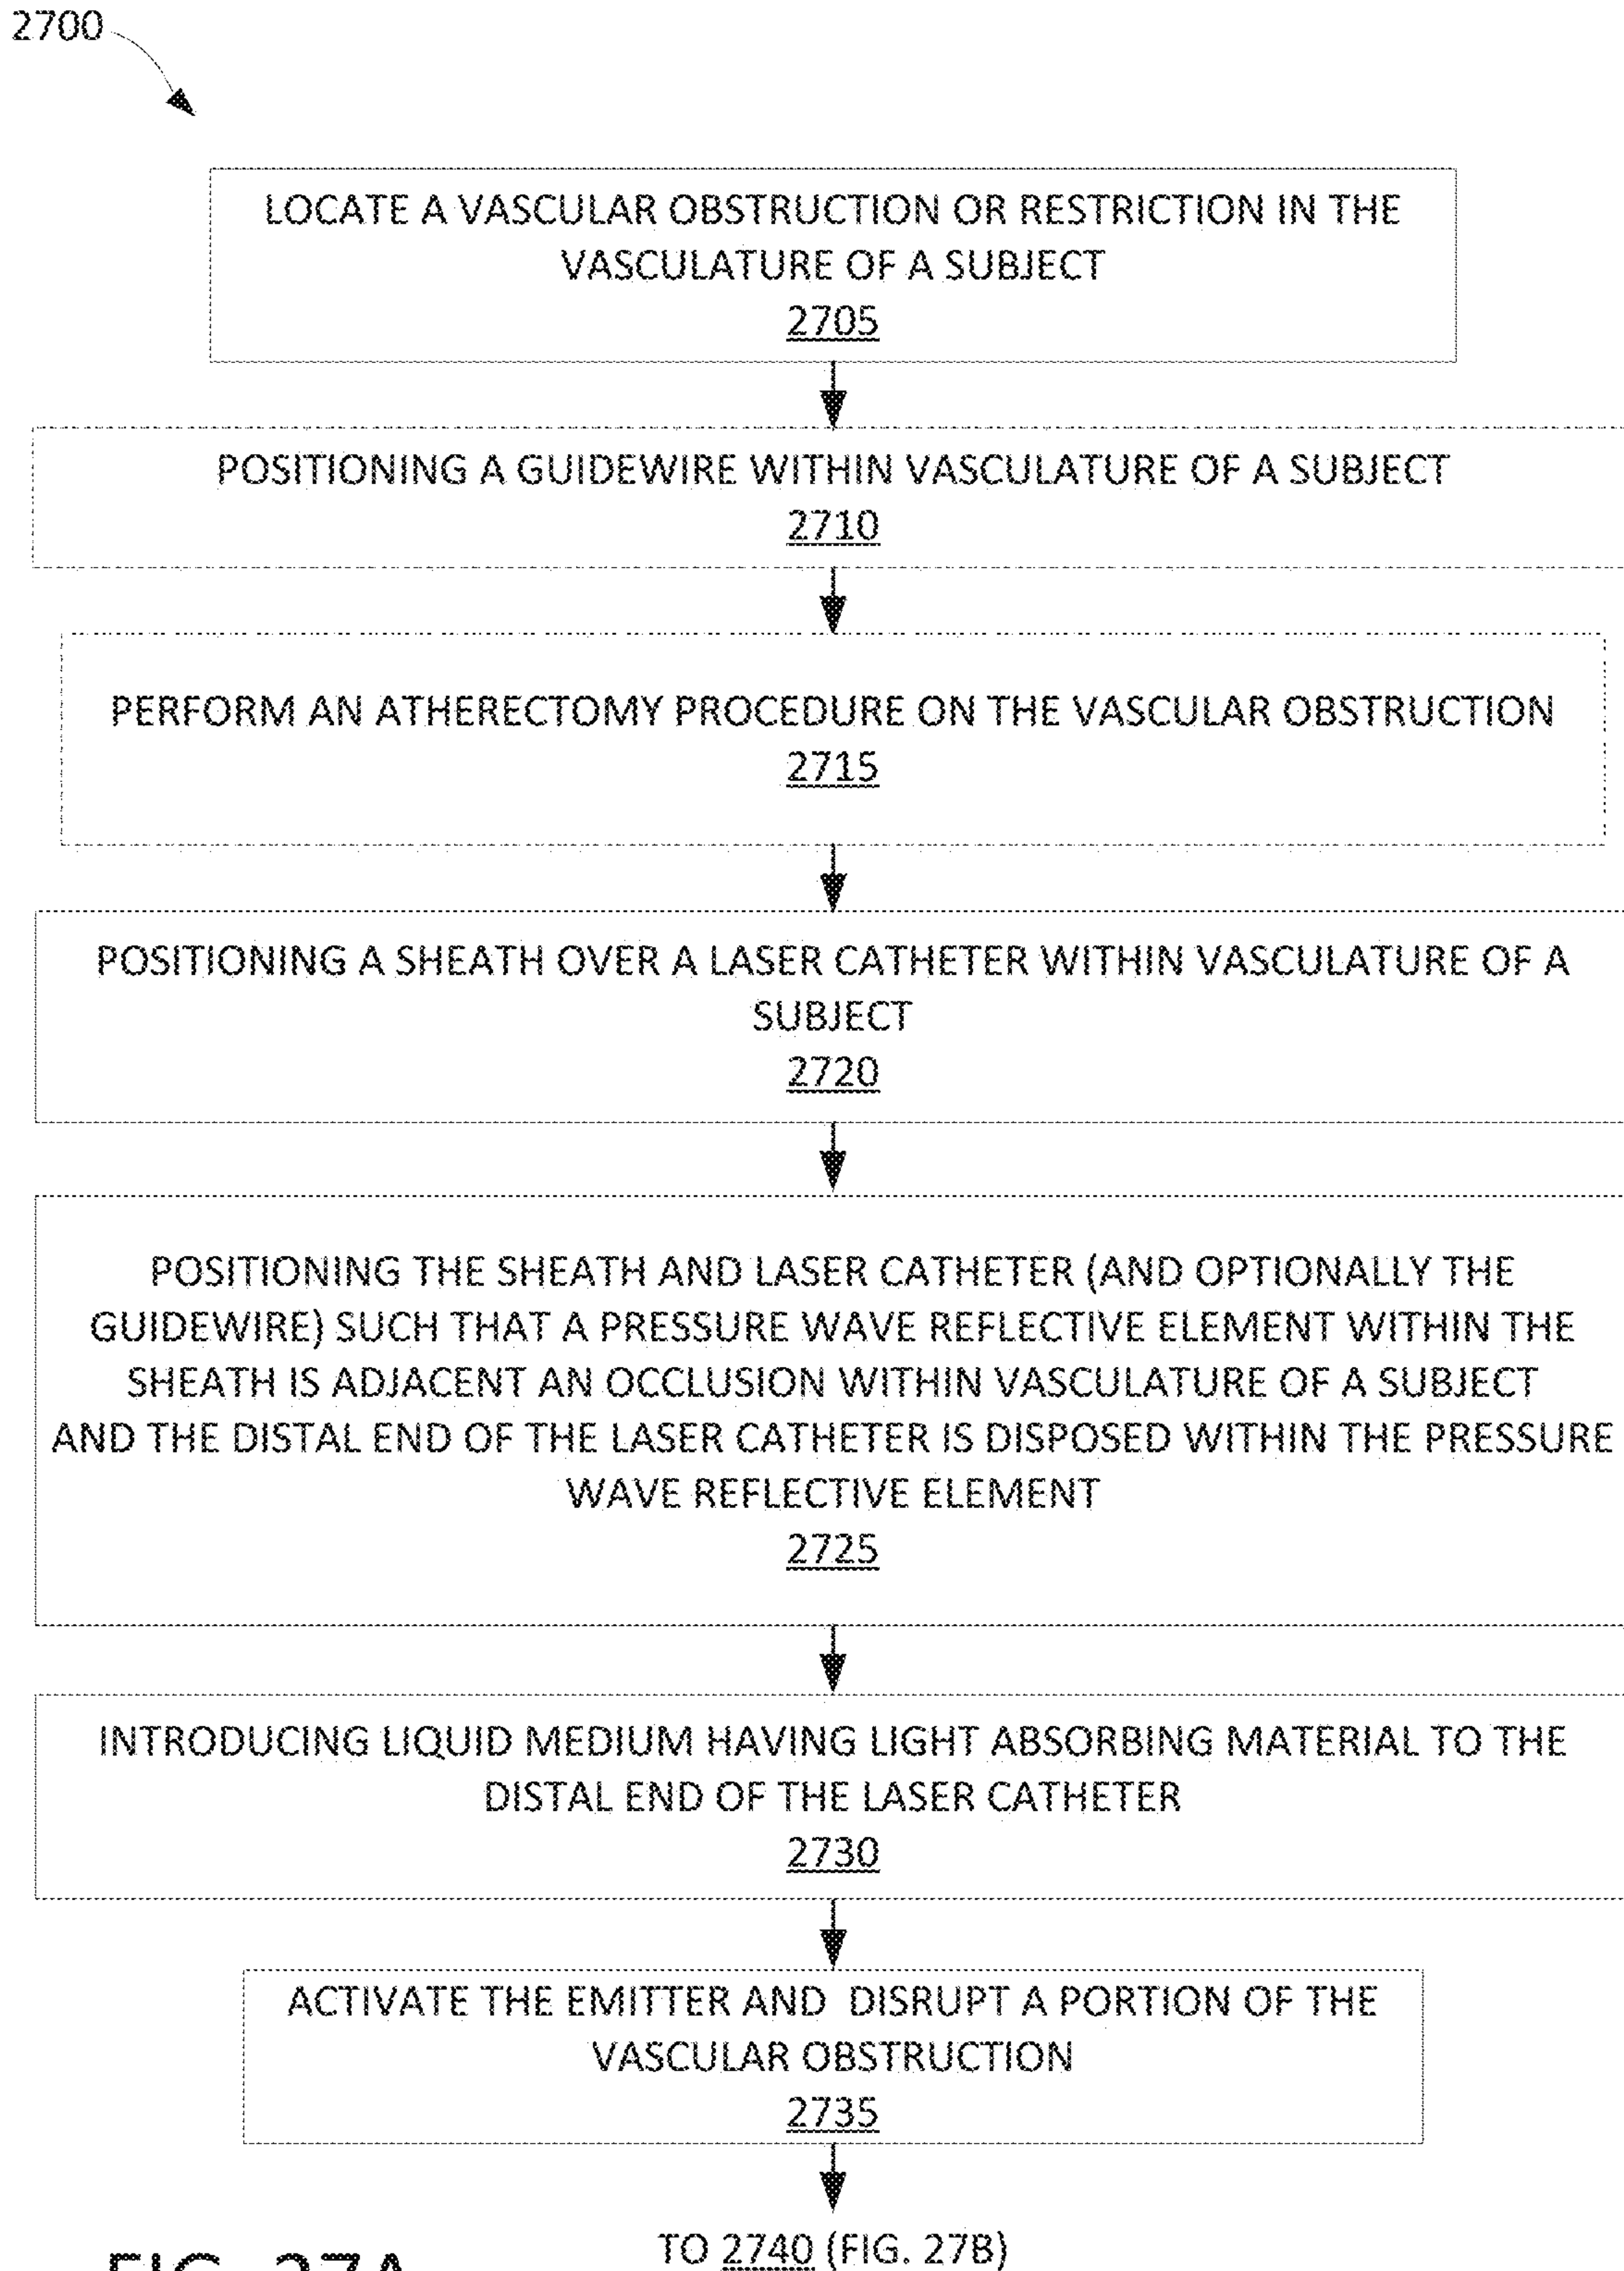 2700
LOCATE A VASCULAR OBSTRUCTION OR RESTRICTION IN THE
VASCULATURE OF A SUBJECT
2705
POSITIONING A GUIDEWIRE WITHIN VASCULATURE OF A SUBJECT
2710
PERFORM AN ATHERECTOMY PROCEDURE ON THE VASCULAR OBSTRUCTION
2715
POSITIONING A SHEATH OVER A LASER CATHETER WITHIN VASCULATURE OF A
SUBJECT
2720
POSITIONING THE SHEATH AND LASER CATHETER (AND OPTIONALLY THE
GUIDEWIRE) SUCH THAT A PRESSURE WAVE REFLECTIVE ELEMENT WITHIN THE
SHEATH IS ADJACENT AN OCCLUSION WITHIN VASCULATURE OF A SUBJECT
AND THE DISTAL END OF THE LASER CATHETER IS DISPOSED WITHIN THE PRESSURE
WAVE REFLECTIVE ELEMENT
2725
INTRODUCING LIQUID MEDIUM HAVING LIGHT ABSORBING MATERIAL TO THE
DISTAL END OF THE LASER CATHETER
2730
ACTIVATE THE EMITTER AND DISRUPT A PORTION OF THE
VASCULAR OBSTRUCTION
2735
TO 2740 (FIG. 27B)
FIG. 27A